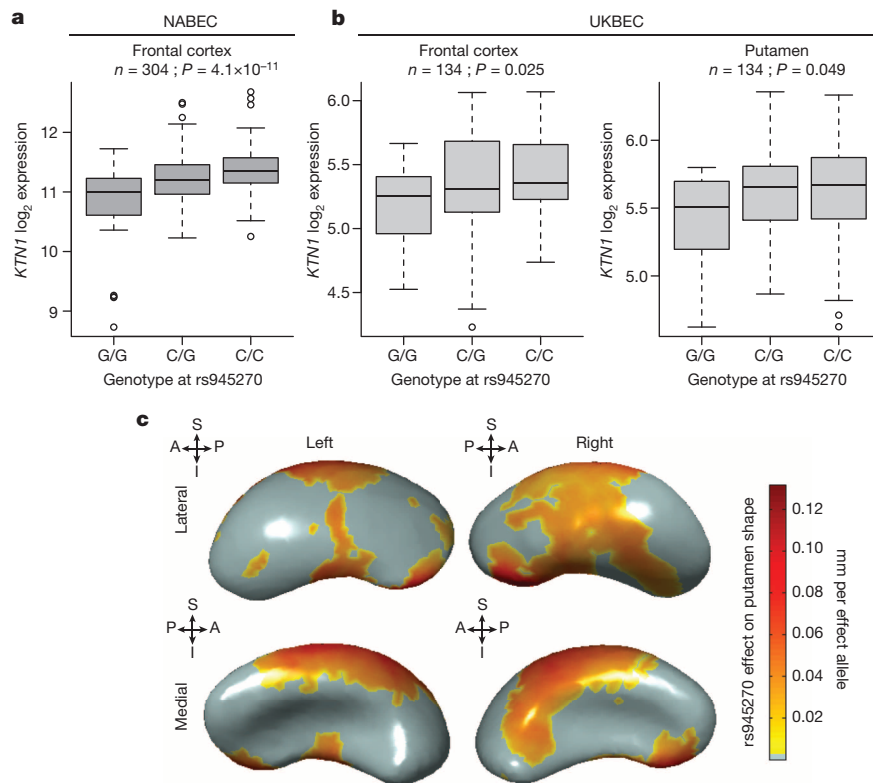 a
NABEC
Frontal cortex
n = 304 ; P = 4.1×10⁻¹¹
KTN1 log₂ expression
12
11
10
9
G/G C/G C/C
Genotype at rs945270
b
UKBEC
Frontal cortex
n = 134 ; P = 0.025
KTN1 log₂ expression
6.0
5.5
5.0
4.5
G/G C/G C/C
Genotype at rs945270
Putamen
n = 134 ; P = 0.049
KTN1 log₂ expression
6.0
5.5
5.0
G/G C/G C/C
Genotype at rs945270
c
Left
Right
Lateral
S
A P
I
S
P A
I
Medial
S
P A
I
S
A P
I
rs945270 effect on putamen shape
mm per effect allele
0.12
0.10
0.08
0.06
0.04
0.02